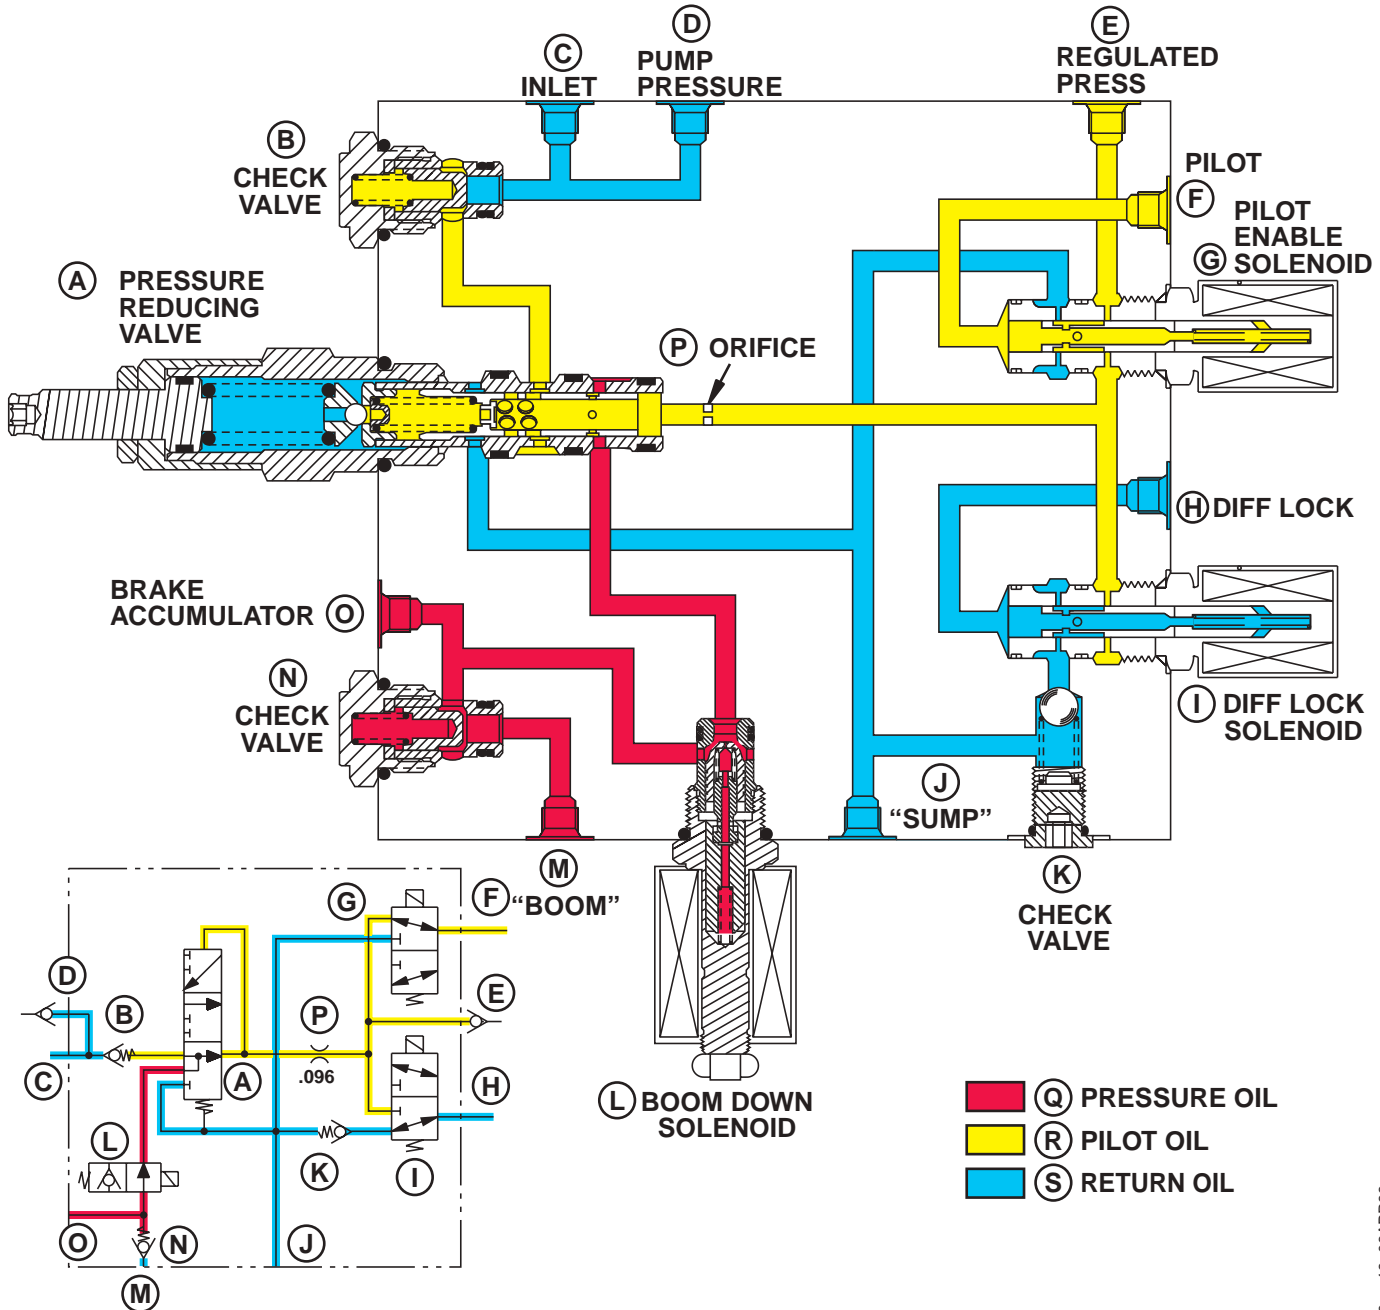 D
E
C
PUMP
PRESSURE
REGULATED
PRESS
INLET
B
CHECK
VALVE
PILOT
F
PILOT
ENABLE
SOLENOID
G
A
PRESSURE
REDUCING
VALVE
P ORIFICE
H DIFF LOCK
BRAKE
ACCUMULATOR O
N
CHECK
VALVE
I DIFF LOCK
SOLENOID
J
“SUMP”
M
“BOOM”
K
CHECK
VALVE
L BOOM DOWN
SOLENOID
Q PRESSURE OIL
R PILOT OIL
S RETURN OIL
G
F
D
B
P
E
C
A
.096
H
L
K
I
O
N
J
M